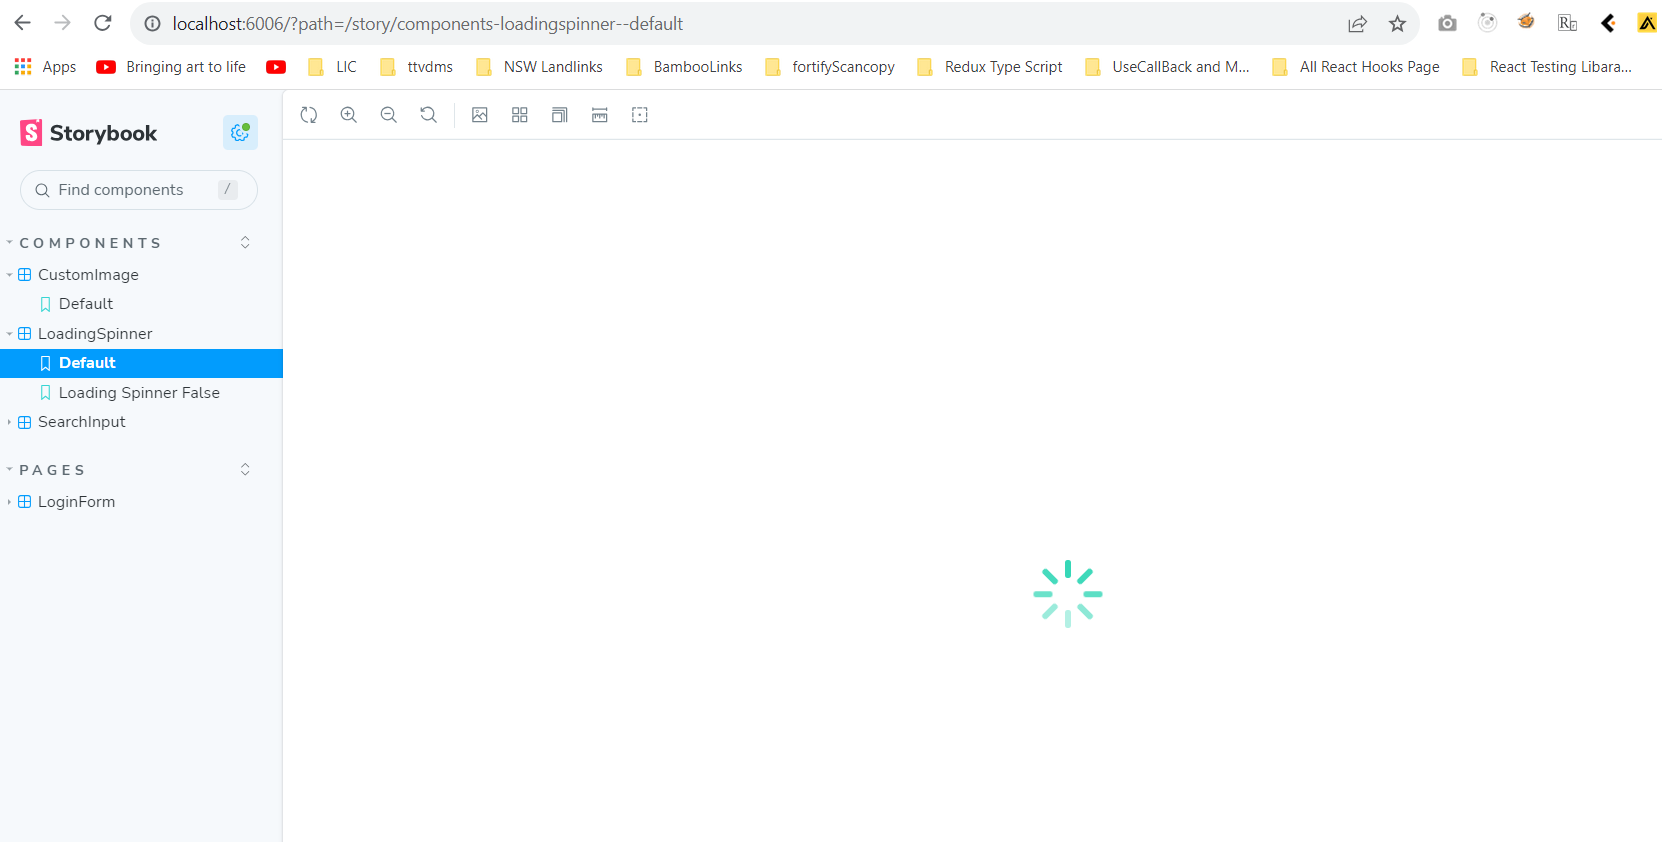 localhost:6006/?path=/story/components-loadingspinner--default
Apps Bringing art to life LIC ttvdms NSW Landlinks BambooLinks fortifyScancopy Redux Type Script UseCallBack and M... All React Hooks Page React Testing Libara...
S Storybook
Find components /
COMPONENTS
CustomImage
Default
LoadingSpinner
Default
Loading Spinner False
SearchInput
PAGES
LoginForm